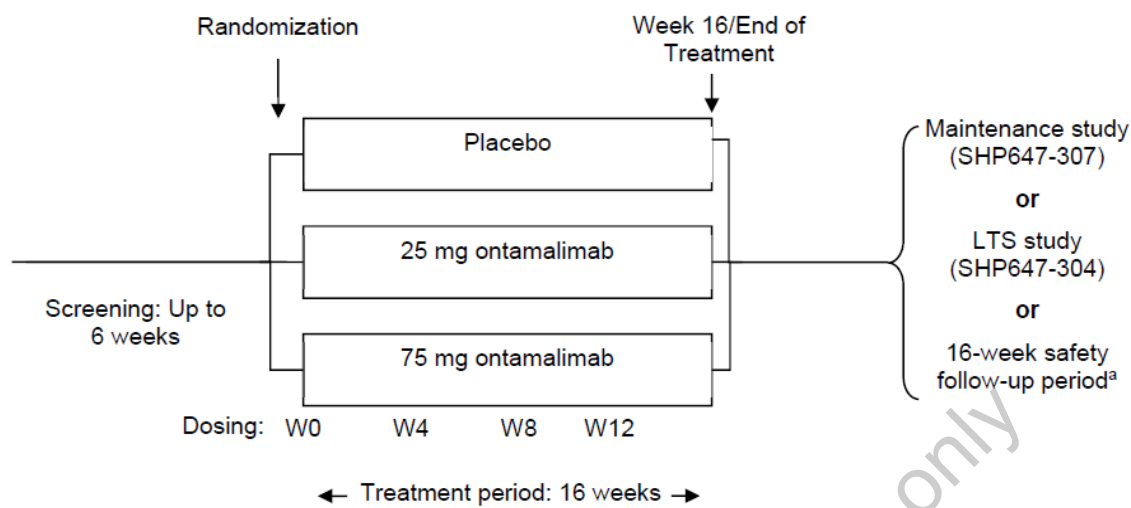 Randomization
Week 16/End of
Treatment
Placebo
25 mg ontamalimab
75 mg ontamalimab
Screening: Up to
6 weeks
Maintenance study
(SHP647-307)
or
LTS study
(SHP647-304)
or
16-week safety
follow-up periodᵃ
Dosing: W0 W4 W8 W12
Treatment period: 16 weeks
only